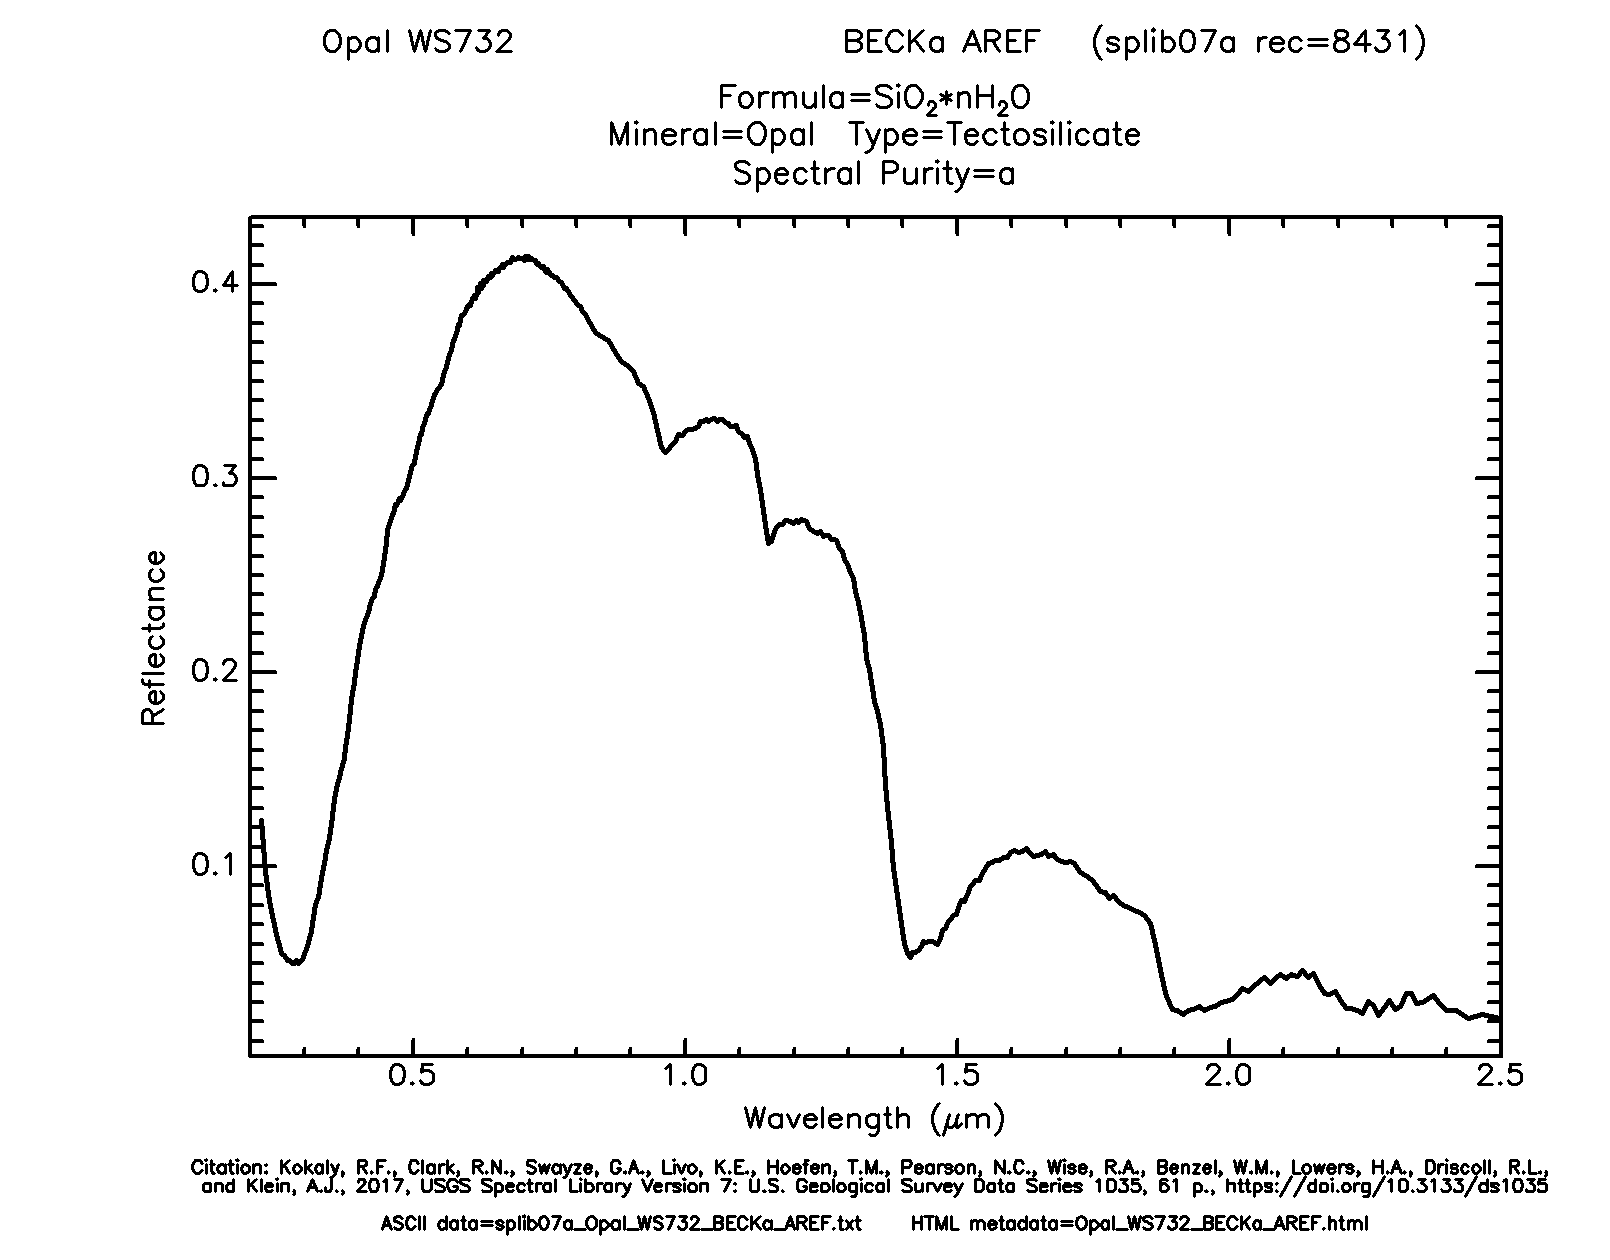 Opal WS732 BECKa AREF (splib07a rec=8431)
Formula=SiO₂*nH₂O
Mineral=Opal Type=Tectosilicate
Spectral Purity=a
0.4
0.3
0.2
0.1
Reflectance
0.5 1.0 1.5 2.0 2.5
Wavelength (μm)
Citation: Kokaly, R.F., Clark, R.N., Swayze, G.A., Livo, K.E., Hoefen, T.M., Pearson, N.C., Wise, R.A., Benzel, W.M., Lowers, H.A., Driscoll, R.L.,
and Klein, A.J., 2017, USGS Spectral Library Version 7: U.S. Geological Survey Data Series 1035, 61 p., https://doi.org/10.3133/ds1035
ASCII data=splib07a_Opal_WS732_BECKa_AREF.txt HTML metadata=Opal_WS732_BECKa_AREF.html